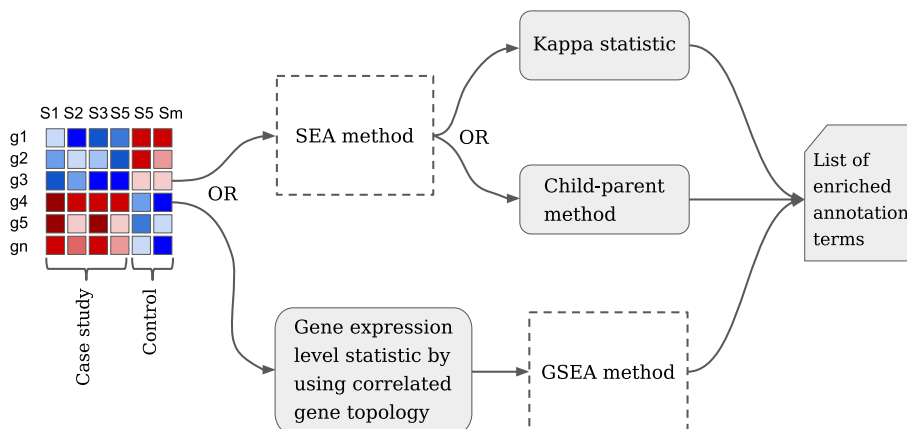 S1 S2 S3 S5 S5 Sm
g1
g2
g3
g4
g5
gn
Case study
Control
OR
SEA method
OR
Kappa statistic
Child-parent
method
Gene expression
level statistic by
using correlated
gene topology
GSEA method
List of
enriched
annotation
terms